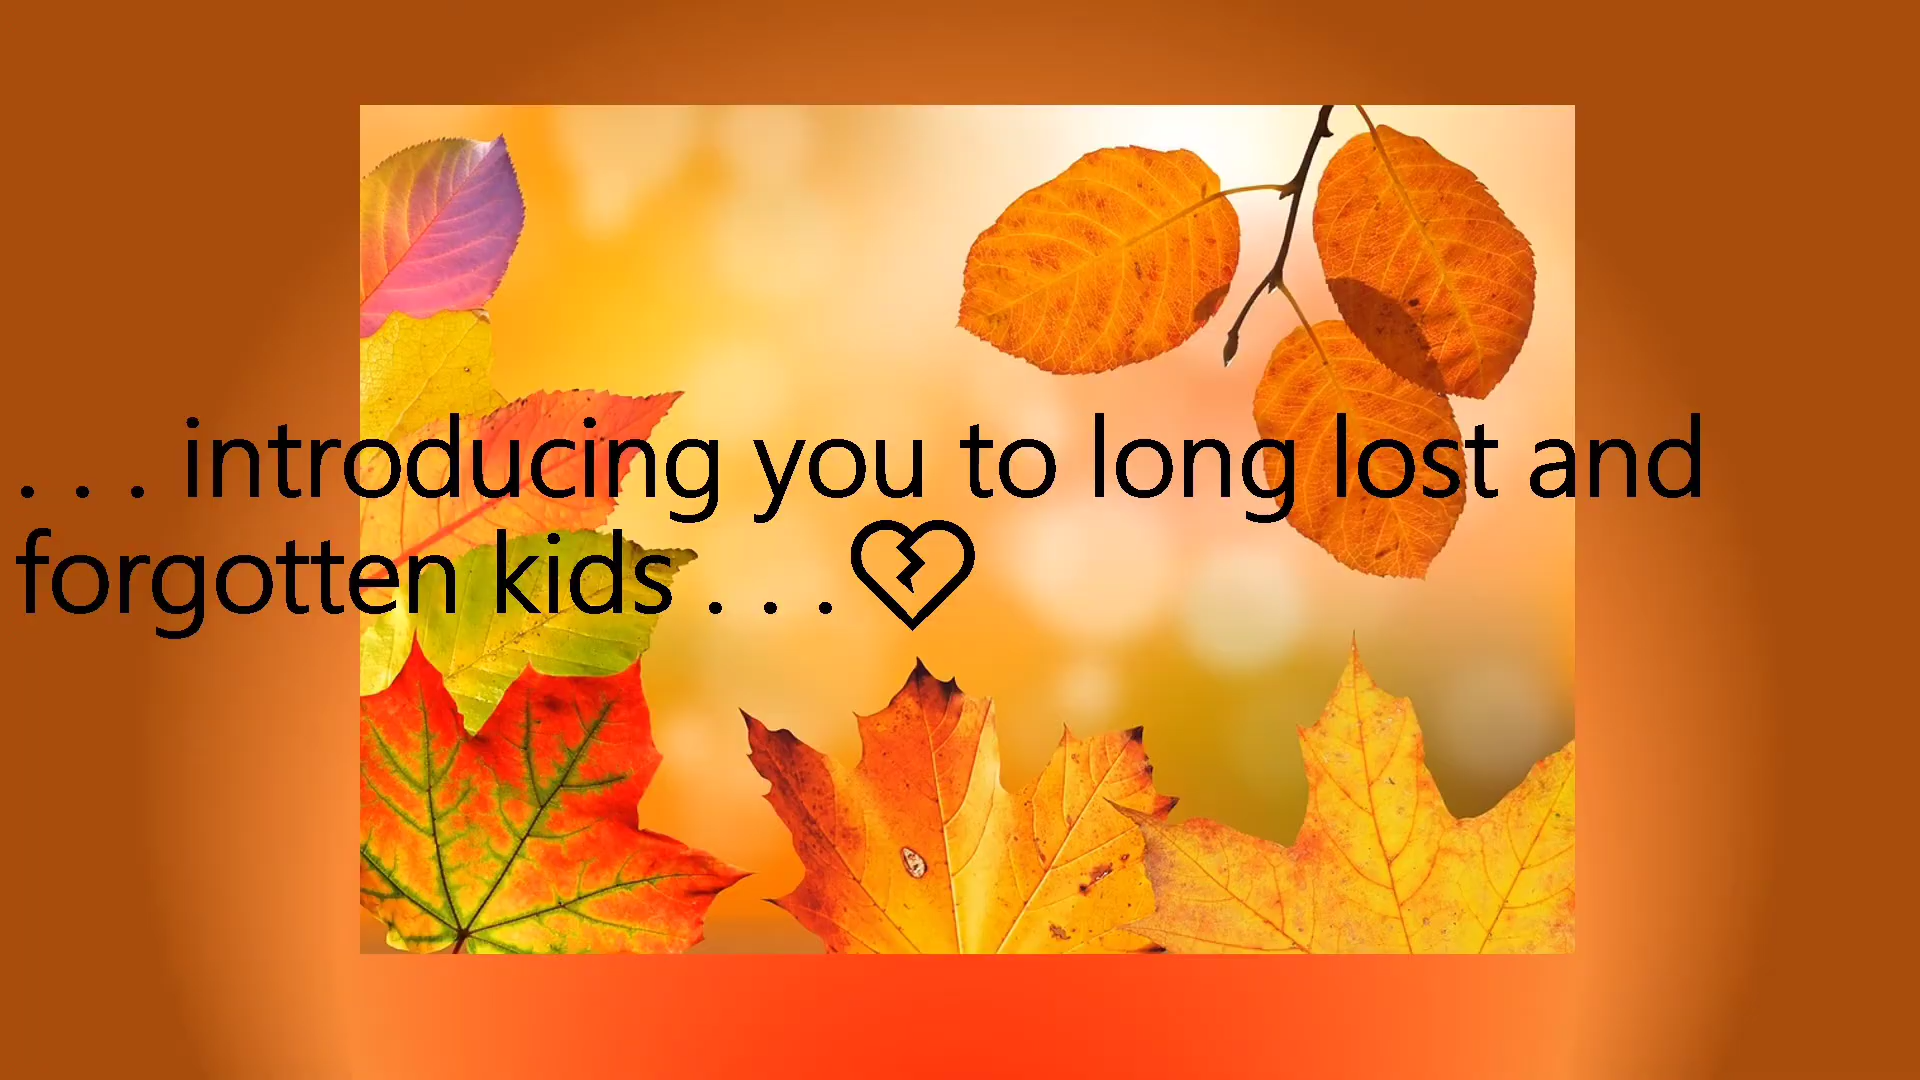 . . . introducing you to long lost and
forgotten kids . . .💔